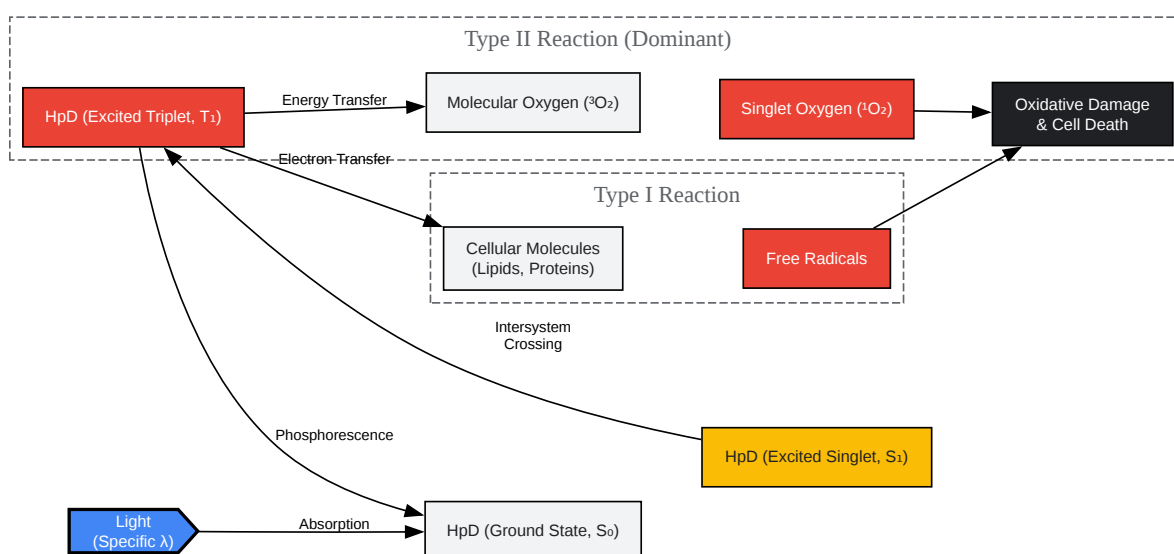 Type II Reaction (Dominant)
HpD (Excited Triplet, T₁)
Energy Transfer
Molecular Oxygen (³O₂)
Singlet Oxygen (¹O₂)
Oxidative Damage
& Cell Death
Electron Transfer
Type I Reaction
Cellular Molecules
(Lipids, Proteins)
Free Radicals
Intersystem
Crossing
Phosphorescence
HpD (Excited Singlet, S₁)
Light
(Specific λ)
Absorption
HpD (Ground State, S₀)